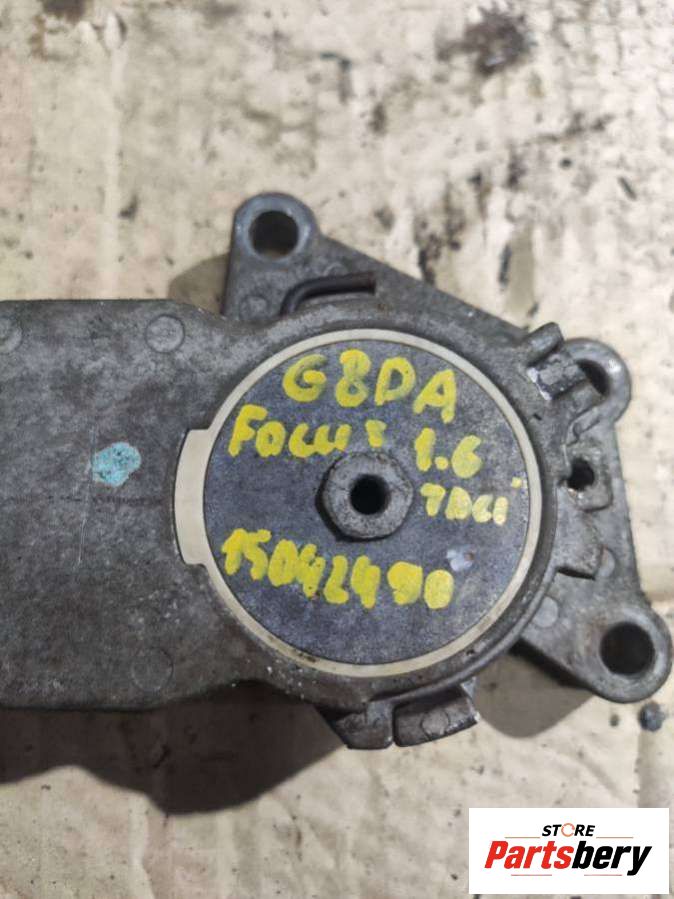 G8DA
Focus 1.6
TDCi
15042490
STORE
Partsbery